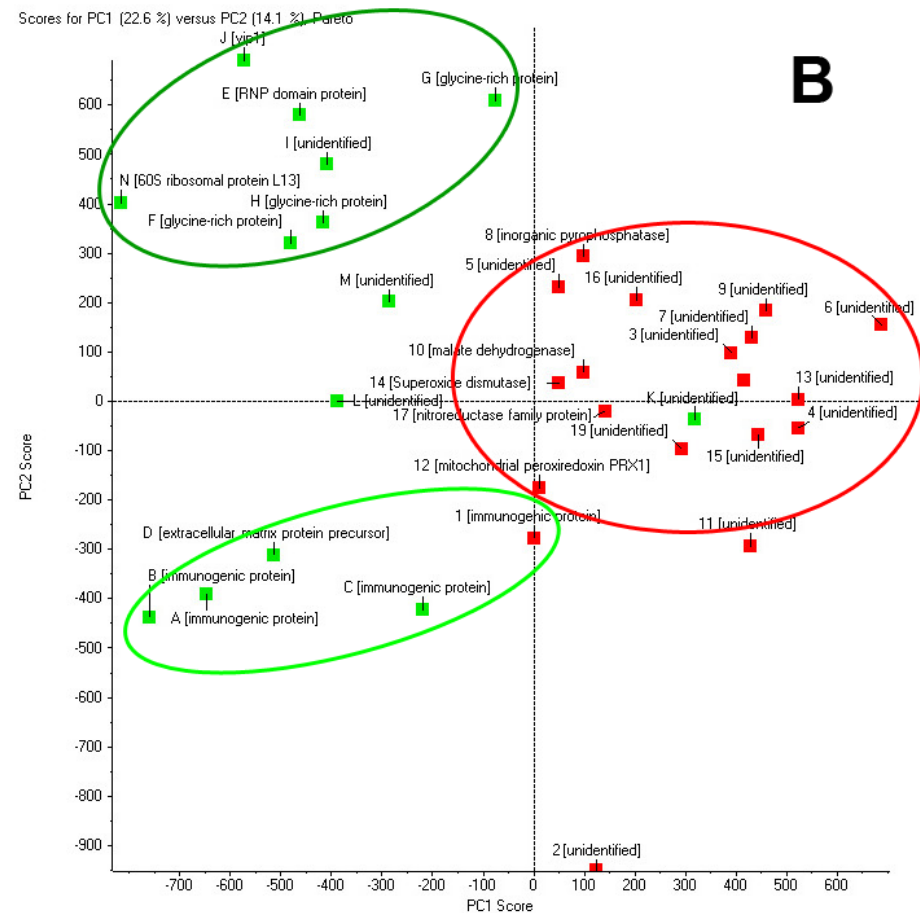 Scores for PC1 (22.6 %) versus PC2 (14.1 %), Pareto
B
J [vip1]
G [glycine-rich protein]
E [RNP domain protein]
I [unidentified]
N [60S ribosomal protein L13]
H [glycine-rich protein]
F [glycine-rich protein]
8 [inorganic pyrophosphatase]
5 [unidentified]
M [unidentified]
16 [unidentified]
9 [unidentified]
6 [unidentified]
7 [unidentified]
3 [unidentified]
10 [malate dehydrogenase]
14 [Superoxide dismutase]
13 [unidentified]
L [unidentified]
K [unidentified]
17 [nitroreductase family protein]
4 [unidentified]
19 [unidentified]
15 [unidentified]
12 [mitochondrial peroxiredoxin PRX1]
1 [immunogenic protein]
11 [unidentified]
D [extracellular matrix protein precursor]
B [immunogenic protein]
C [immunogenic protein]
A [immunogenic protein]
2 [unidentified]
600
500
400
300
200
100
0
-100
-200
-300
-400
-500
-600
-700
-800
-900
PC2 Score
-700 -600 -500 -400 -300 -200 -100 0 100 200 300 400 500 600
PC1 Score